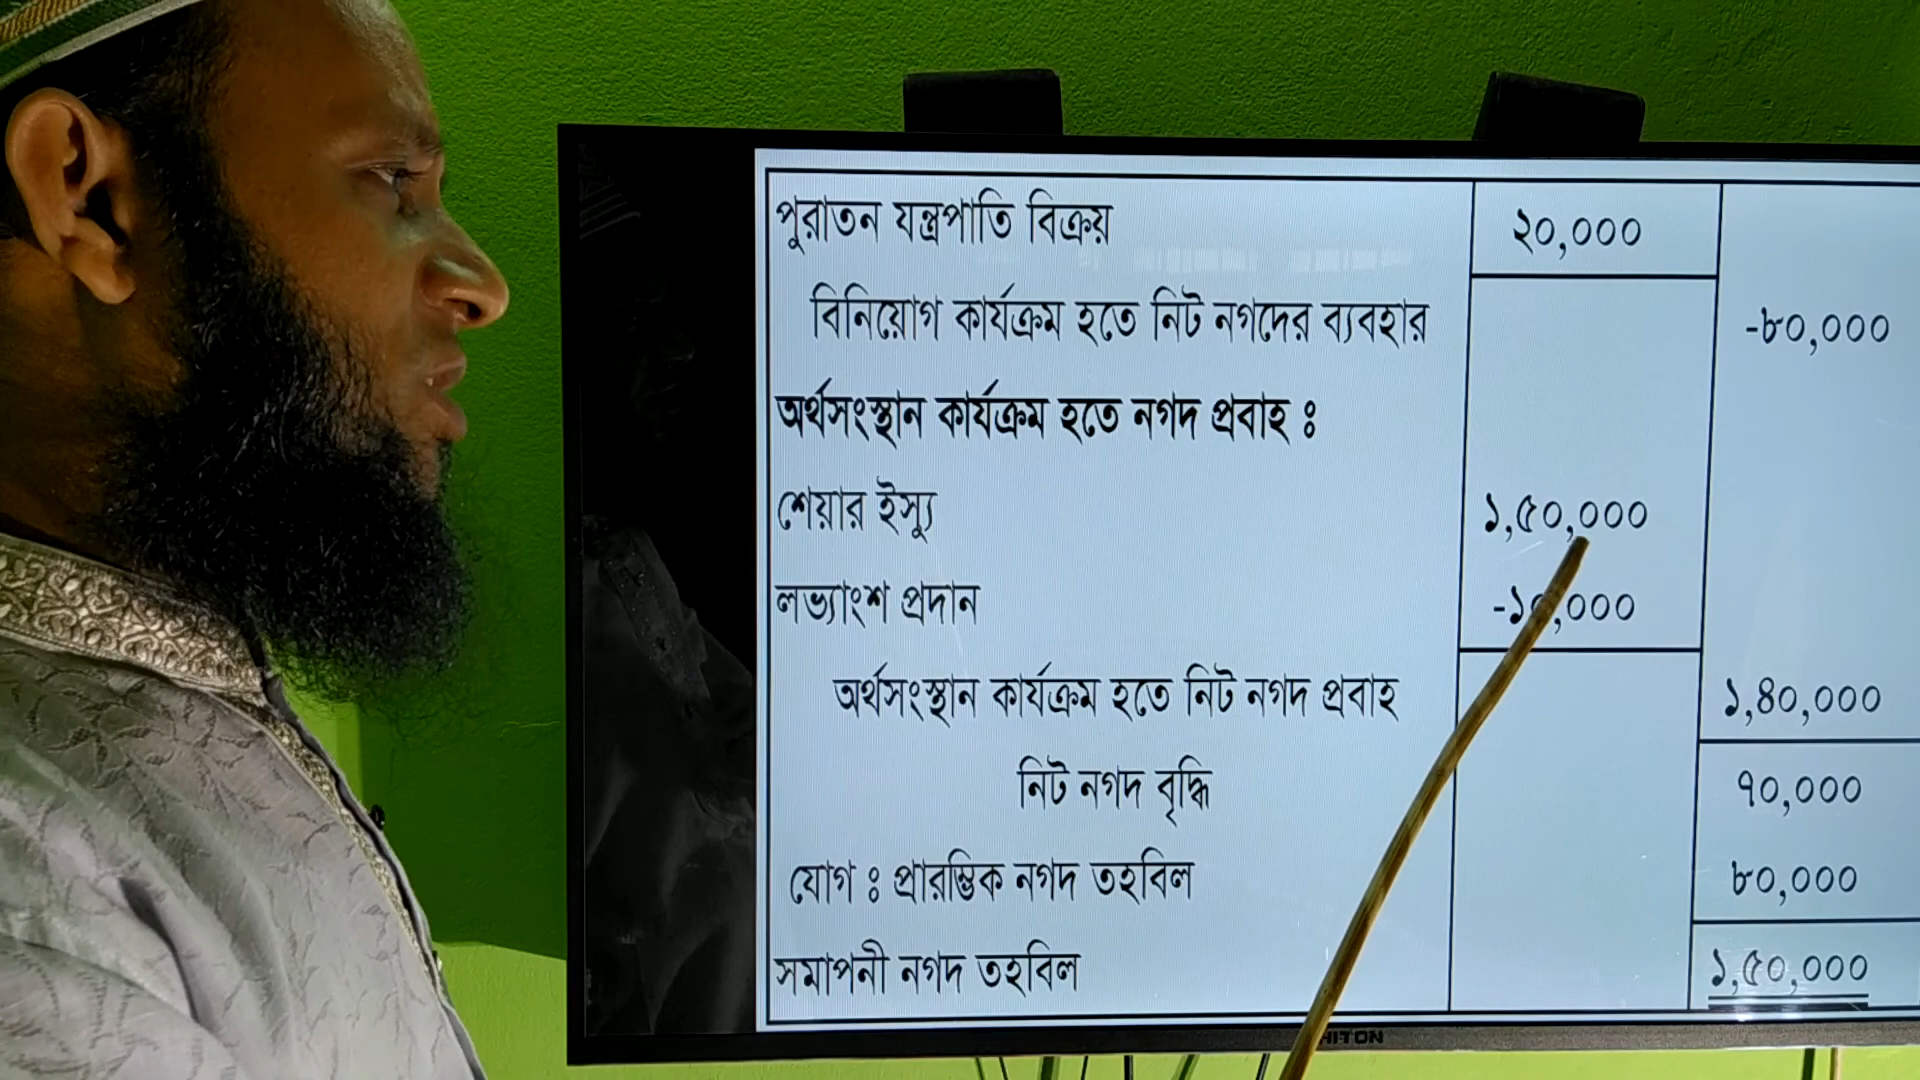 পুরাতন যন্ত্রপাতি বিক্রয় ২০,০০০
বিনিয়োগ কার্যক্রম হতে নিট নগদের ব্যবহার -৮০,০০০
অর্থসংস্থান কার্যক্রম হতে নগদ প্রবাহ ঃ
শেয়ার ইস্যু ১,৫০,০০০
লভ্যাংশ প্রদান -১০,০০০
অর্থসংস্থান কার্যক্রম হতে নিট নগদ প্রবাহ ১,৪০,০০০
নিট নগদ বৃদ্ধি ৭০,০০০
যোগ ঃ প্রারম্ভিক নগদ তহবিল ৮০,০০০
সমাপনী নগদ তহবিল ১,৫০,০০০